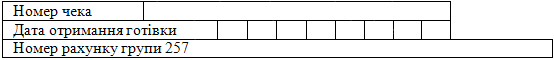 Номер чека
Дата отримання готівки
Номер рахунку групи 257